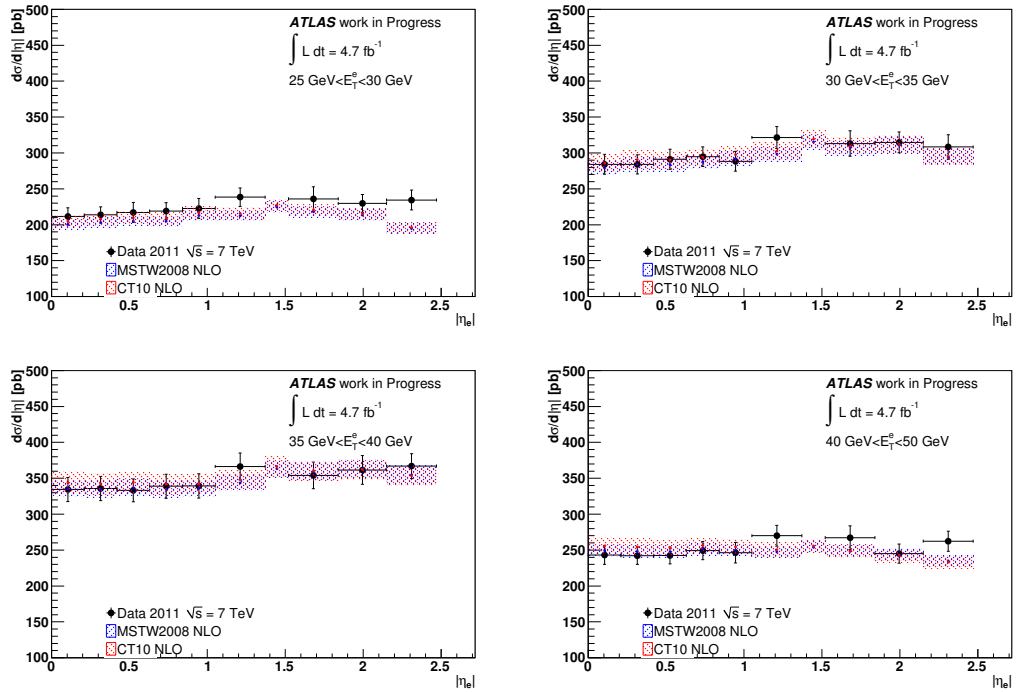 dσ/d|η| [pb]
500
450
400
350
300
250
200
150
100
ATLAS work in Progress
∫ L dt = 4.7 fb⁻¹
25 GeV<E_T^e<30 GeV
Data 2011 √s = 7 TeV
MSTW2008 NLO
CT10 NLO
0 0.5 1 1.5 2 2.5
|η_e|
dσ/d|η| [pb]
500
450
400
350
300
250
200
150
100
ATLAS work in Progress
∫ L dt = 4.7 fb⁻¹
30 GeV<E_T^e<35 GeV
Data 2011 √s = 7 TeV
MSTW2008 NLO
CT10 NLO
0 0.5 1 1.5 2 2.5
|η_e|
dσ/d|η| [pb]
500
450
400
350
300
250
200
150
100
ATLAS work in Progress
∫ L dt = 4.7 fb⁻¹
35 GeV<E_T^e<40 GeV
Data 2011 √s = 7 TeV
MSTW2008 NLO
CT10 NLO
0 0.5 1 1.5 2 2.5
|η_e|
dσ/d|η| [pb]
500
450
400
350
300
250
200
150
100
ATLAS work in Progress
∫ L dt = 4.7 fb⁻¹
40 GeV<E_T^e<50 GeV
Data 2011 √s = 7 TeV
MSTW2008 NLO
CT10 NLO
0 0.5 1 1.5 2 2.5
|η_e|